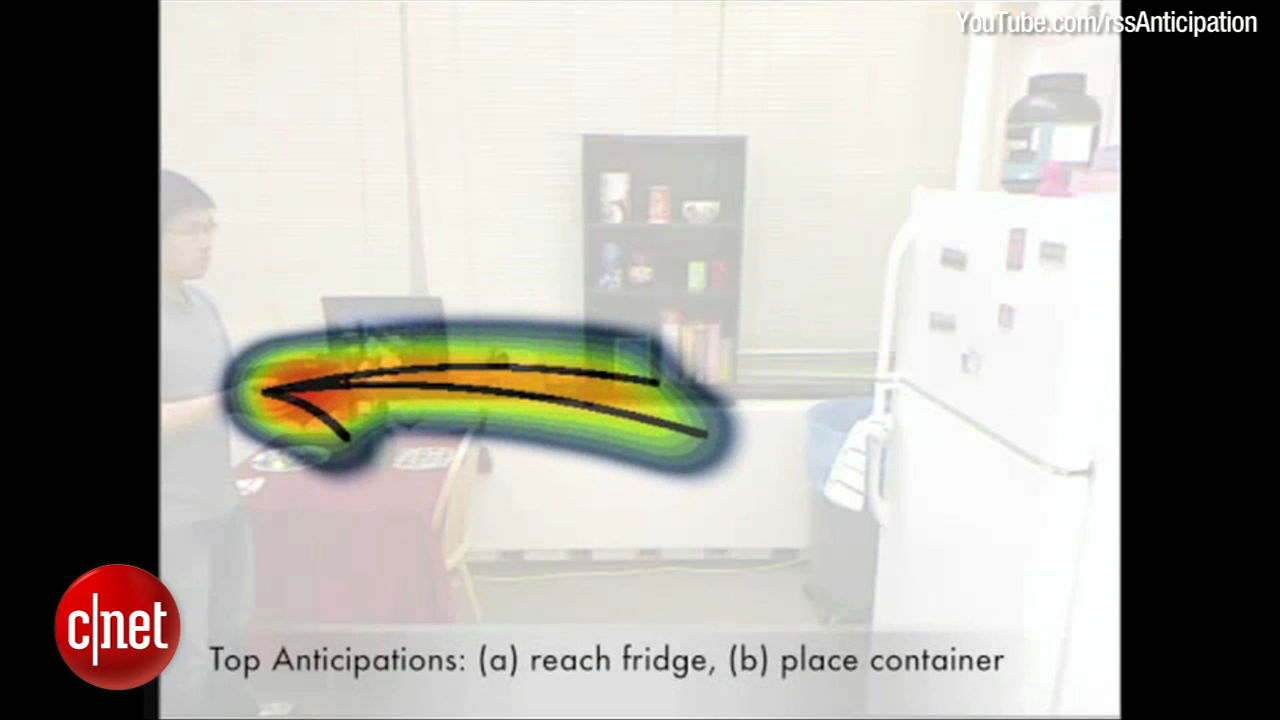 YouTube.com/rssAnticipation
c|net
Top Anticipations: (a) reach fridge, (b) place container